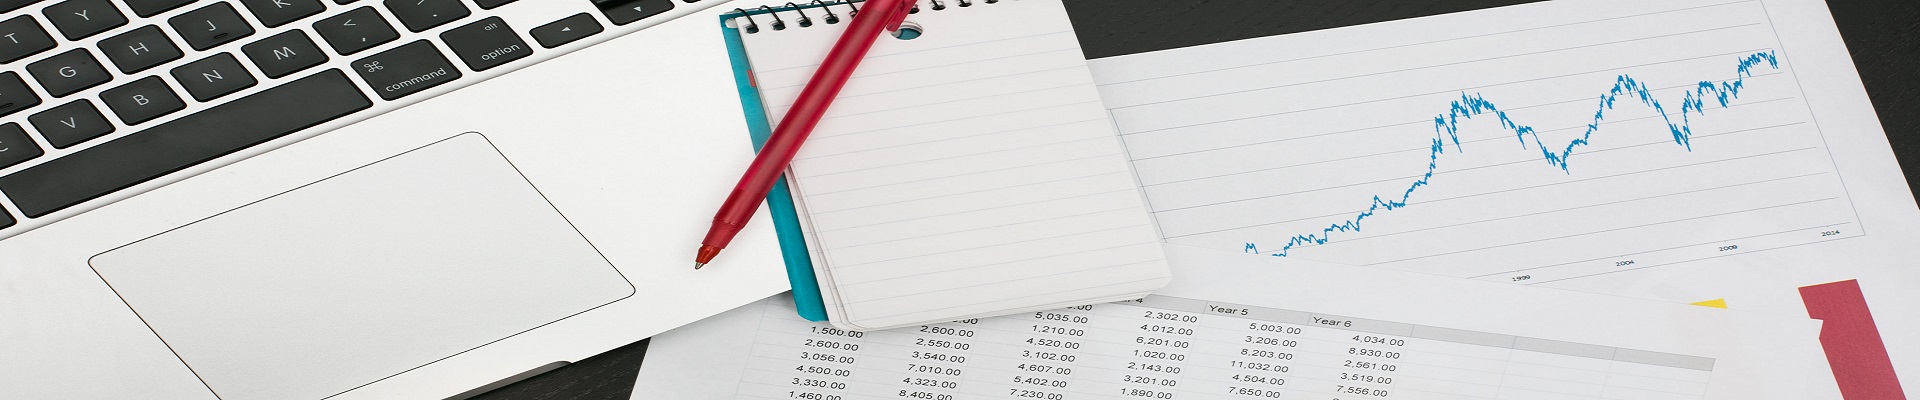 T Y K
G H J < ,
B N M > . alt
V ⌘ option
C command
1999 2004 2009 2014
Year 5 Year 6
1,500.00 2,600.00 5,035.00 2,302.00 5,003.00 4,034.00
2,600.00 2,550.00 1,210.00 4,012.00 3,206.00 8,930.00
3,056.00 3,540.00 4,520.00 6,201.00 8,203.00 2,561.00
4,500.00 7,010.00 3,102.00 1,020.00 11,032.00 3,519.00
3,330.00 4,323.00 4,607.00 2,143.00 4,504.00 7,556.00
1,460.00 8,405.00 5,402.00 3,201.00 7,650.00
7,230.00 1,890.00